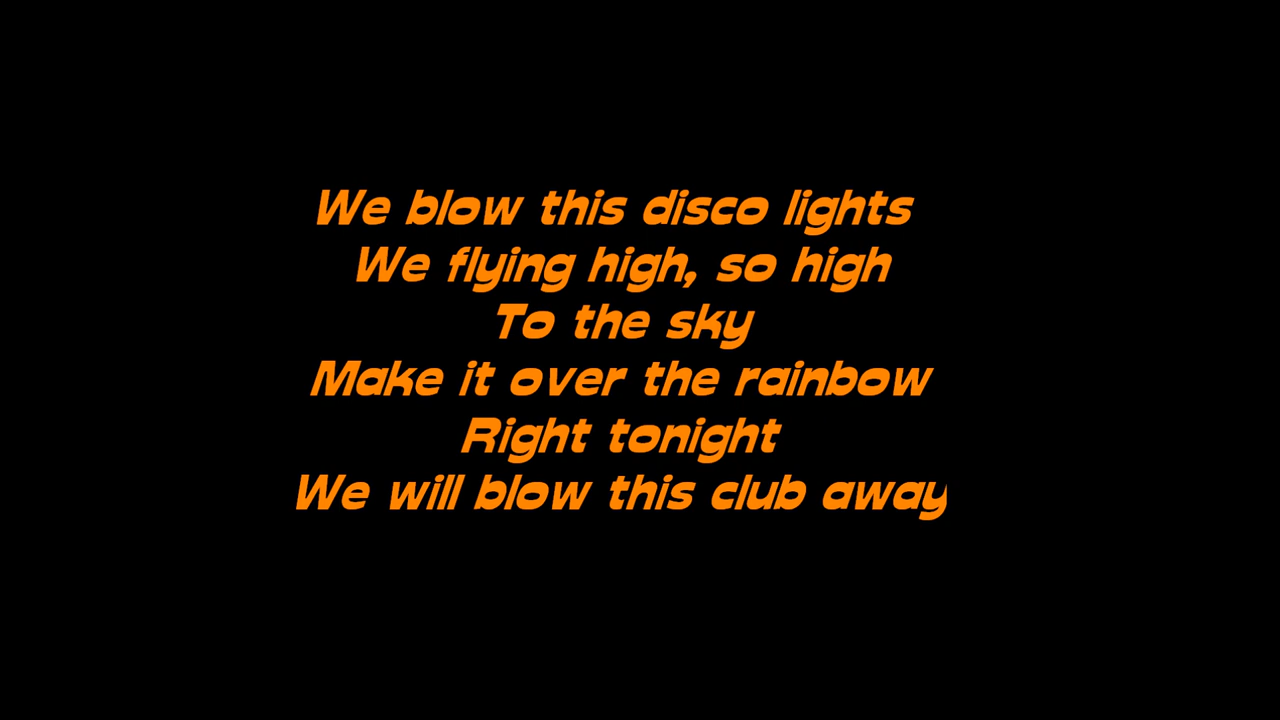 We blow this disco lights
We flying high, so high
To the sky
Make it over the rainbow
Right tonight
We will blow this club away